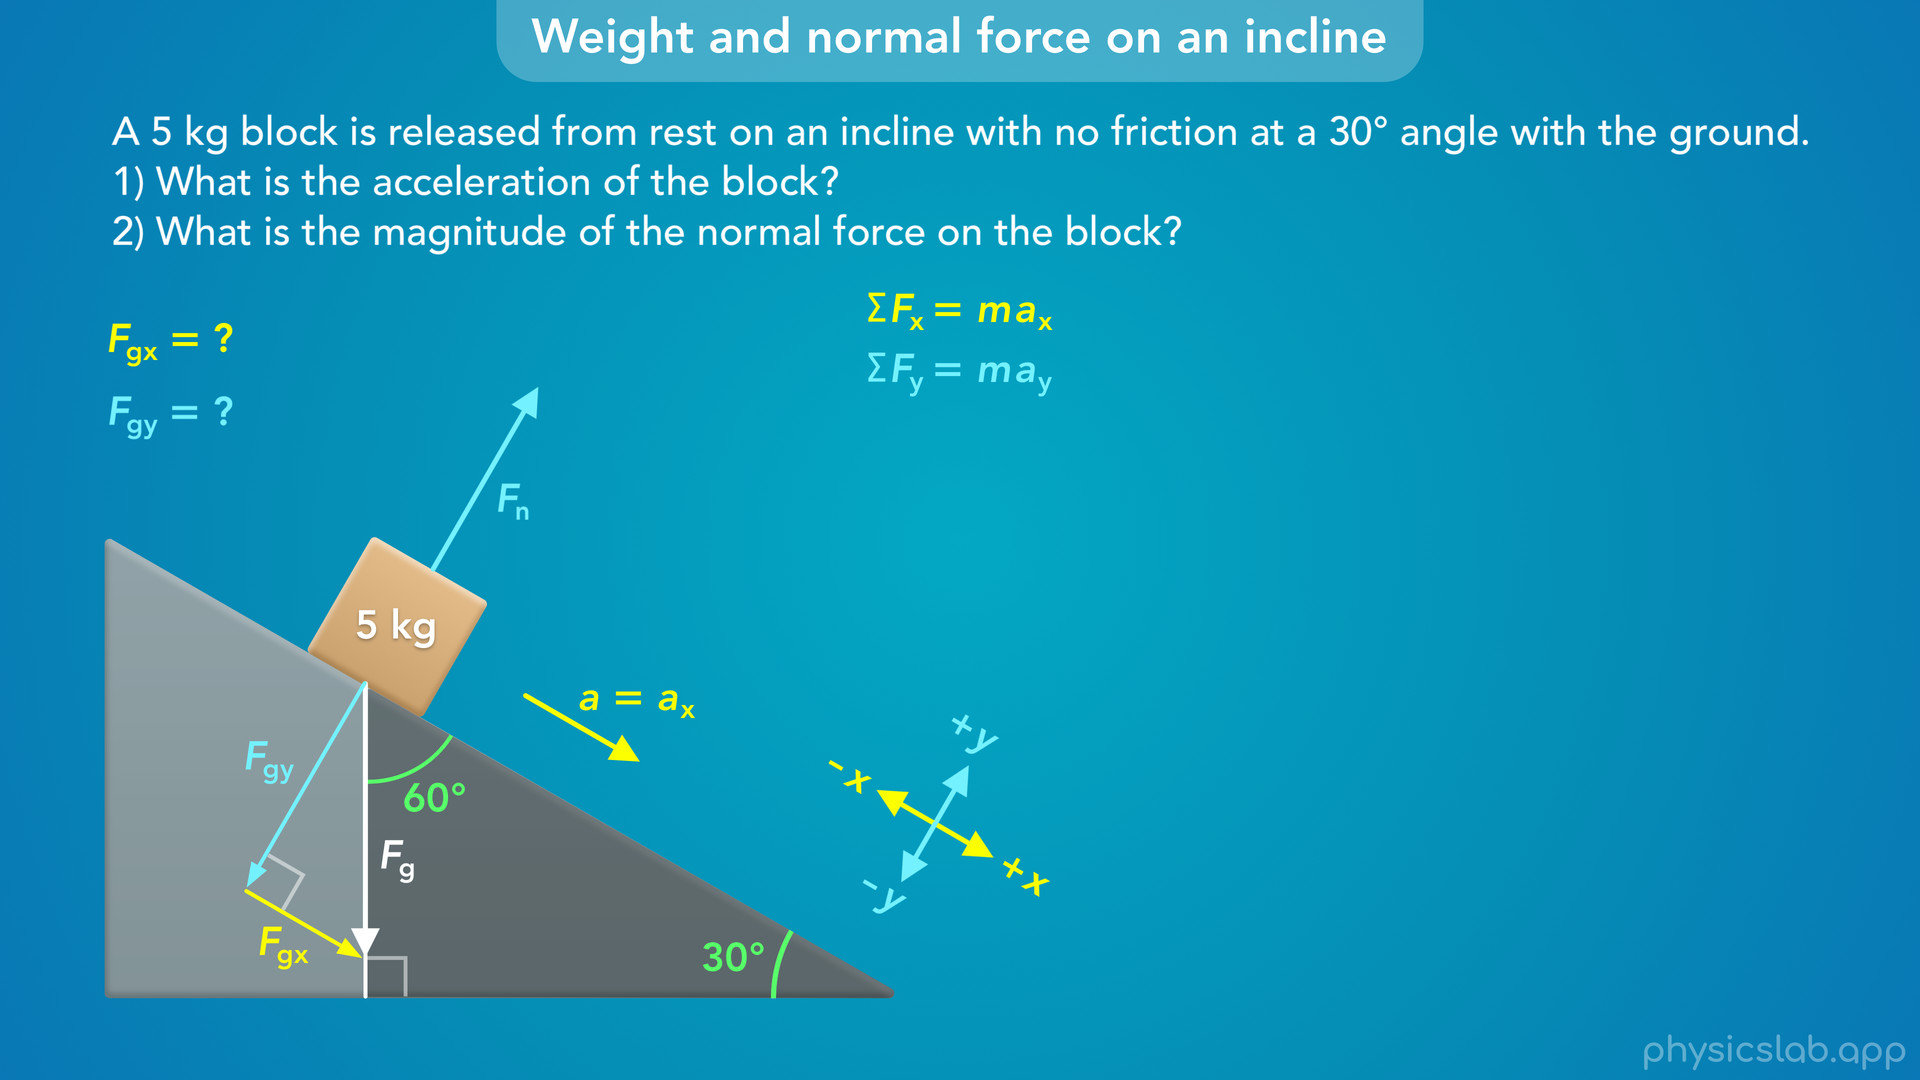 Weight and normal force on an incline
A 5 kg block is released from rest on an incline with no friction at a 30° angle with the ground.
1) What is the acceleration of the block?
2) What is the magnitude of the normal force on the block?
ΣFx = max
Fgx = ?
ΣFy = may
Fgy = ?
Fn
5 kg
a = ax
+y
Fgy
-x
60°
Fg
+x
-y
Fgx
30°
physicslab.app